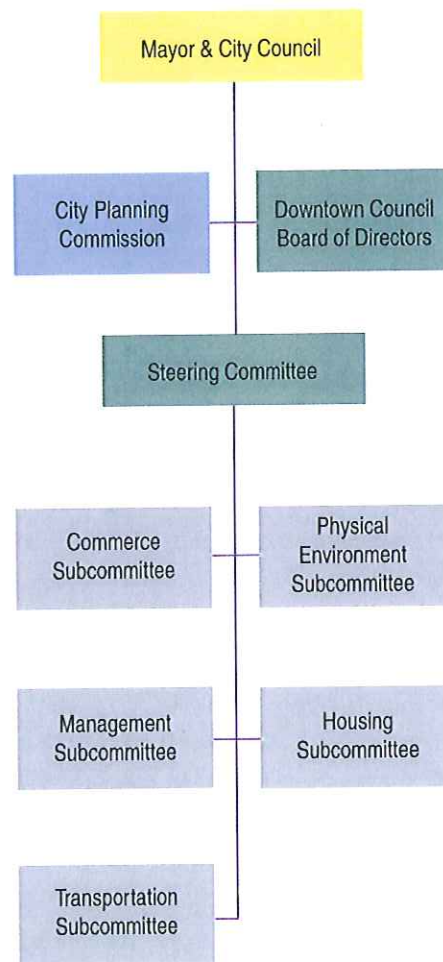 Mayor & City Council
City Planning
Commission
Downtown Council
Board of Directors
Steering Committee
Commerce
Subcommittee
Physical
Environment
Subcommittee
Management
Subcommittee
Housing
Subcommittee
Transportation
Subcommittee